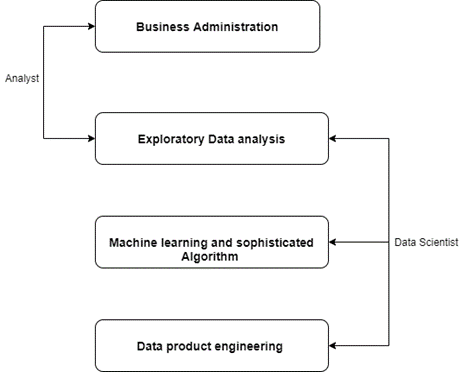 Business Administration
Analyst
Exploratory Data analysis
Machine learning and sophisticated
Algorithm
Data Scientist
Data product engineering